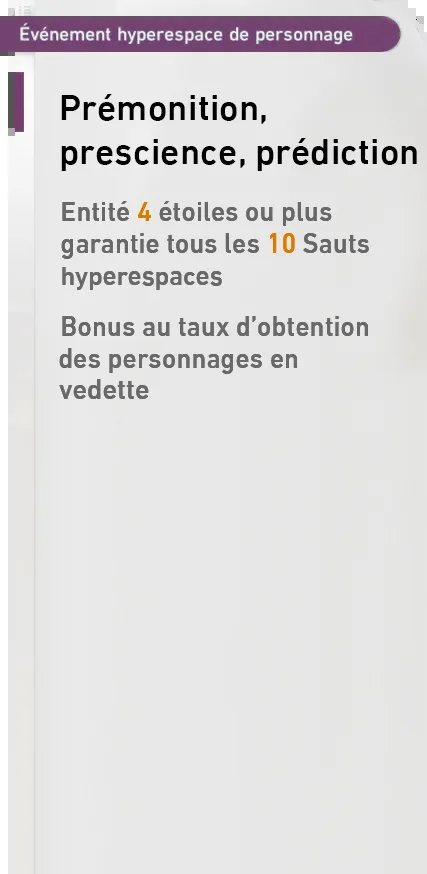 Événement hyperespace de personnage
Prémonition,
prescience, prédiction
Entité 4 étoiles ou plus
garantie tous les 10 Sauts
hyperespaces
Bonus au taux d’obtention
des personnages en
vedette